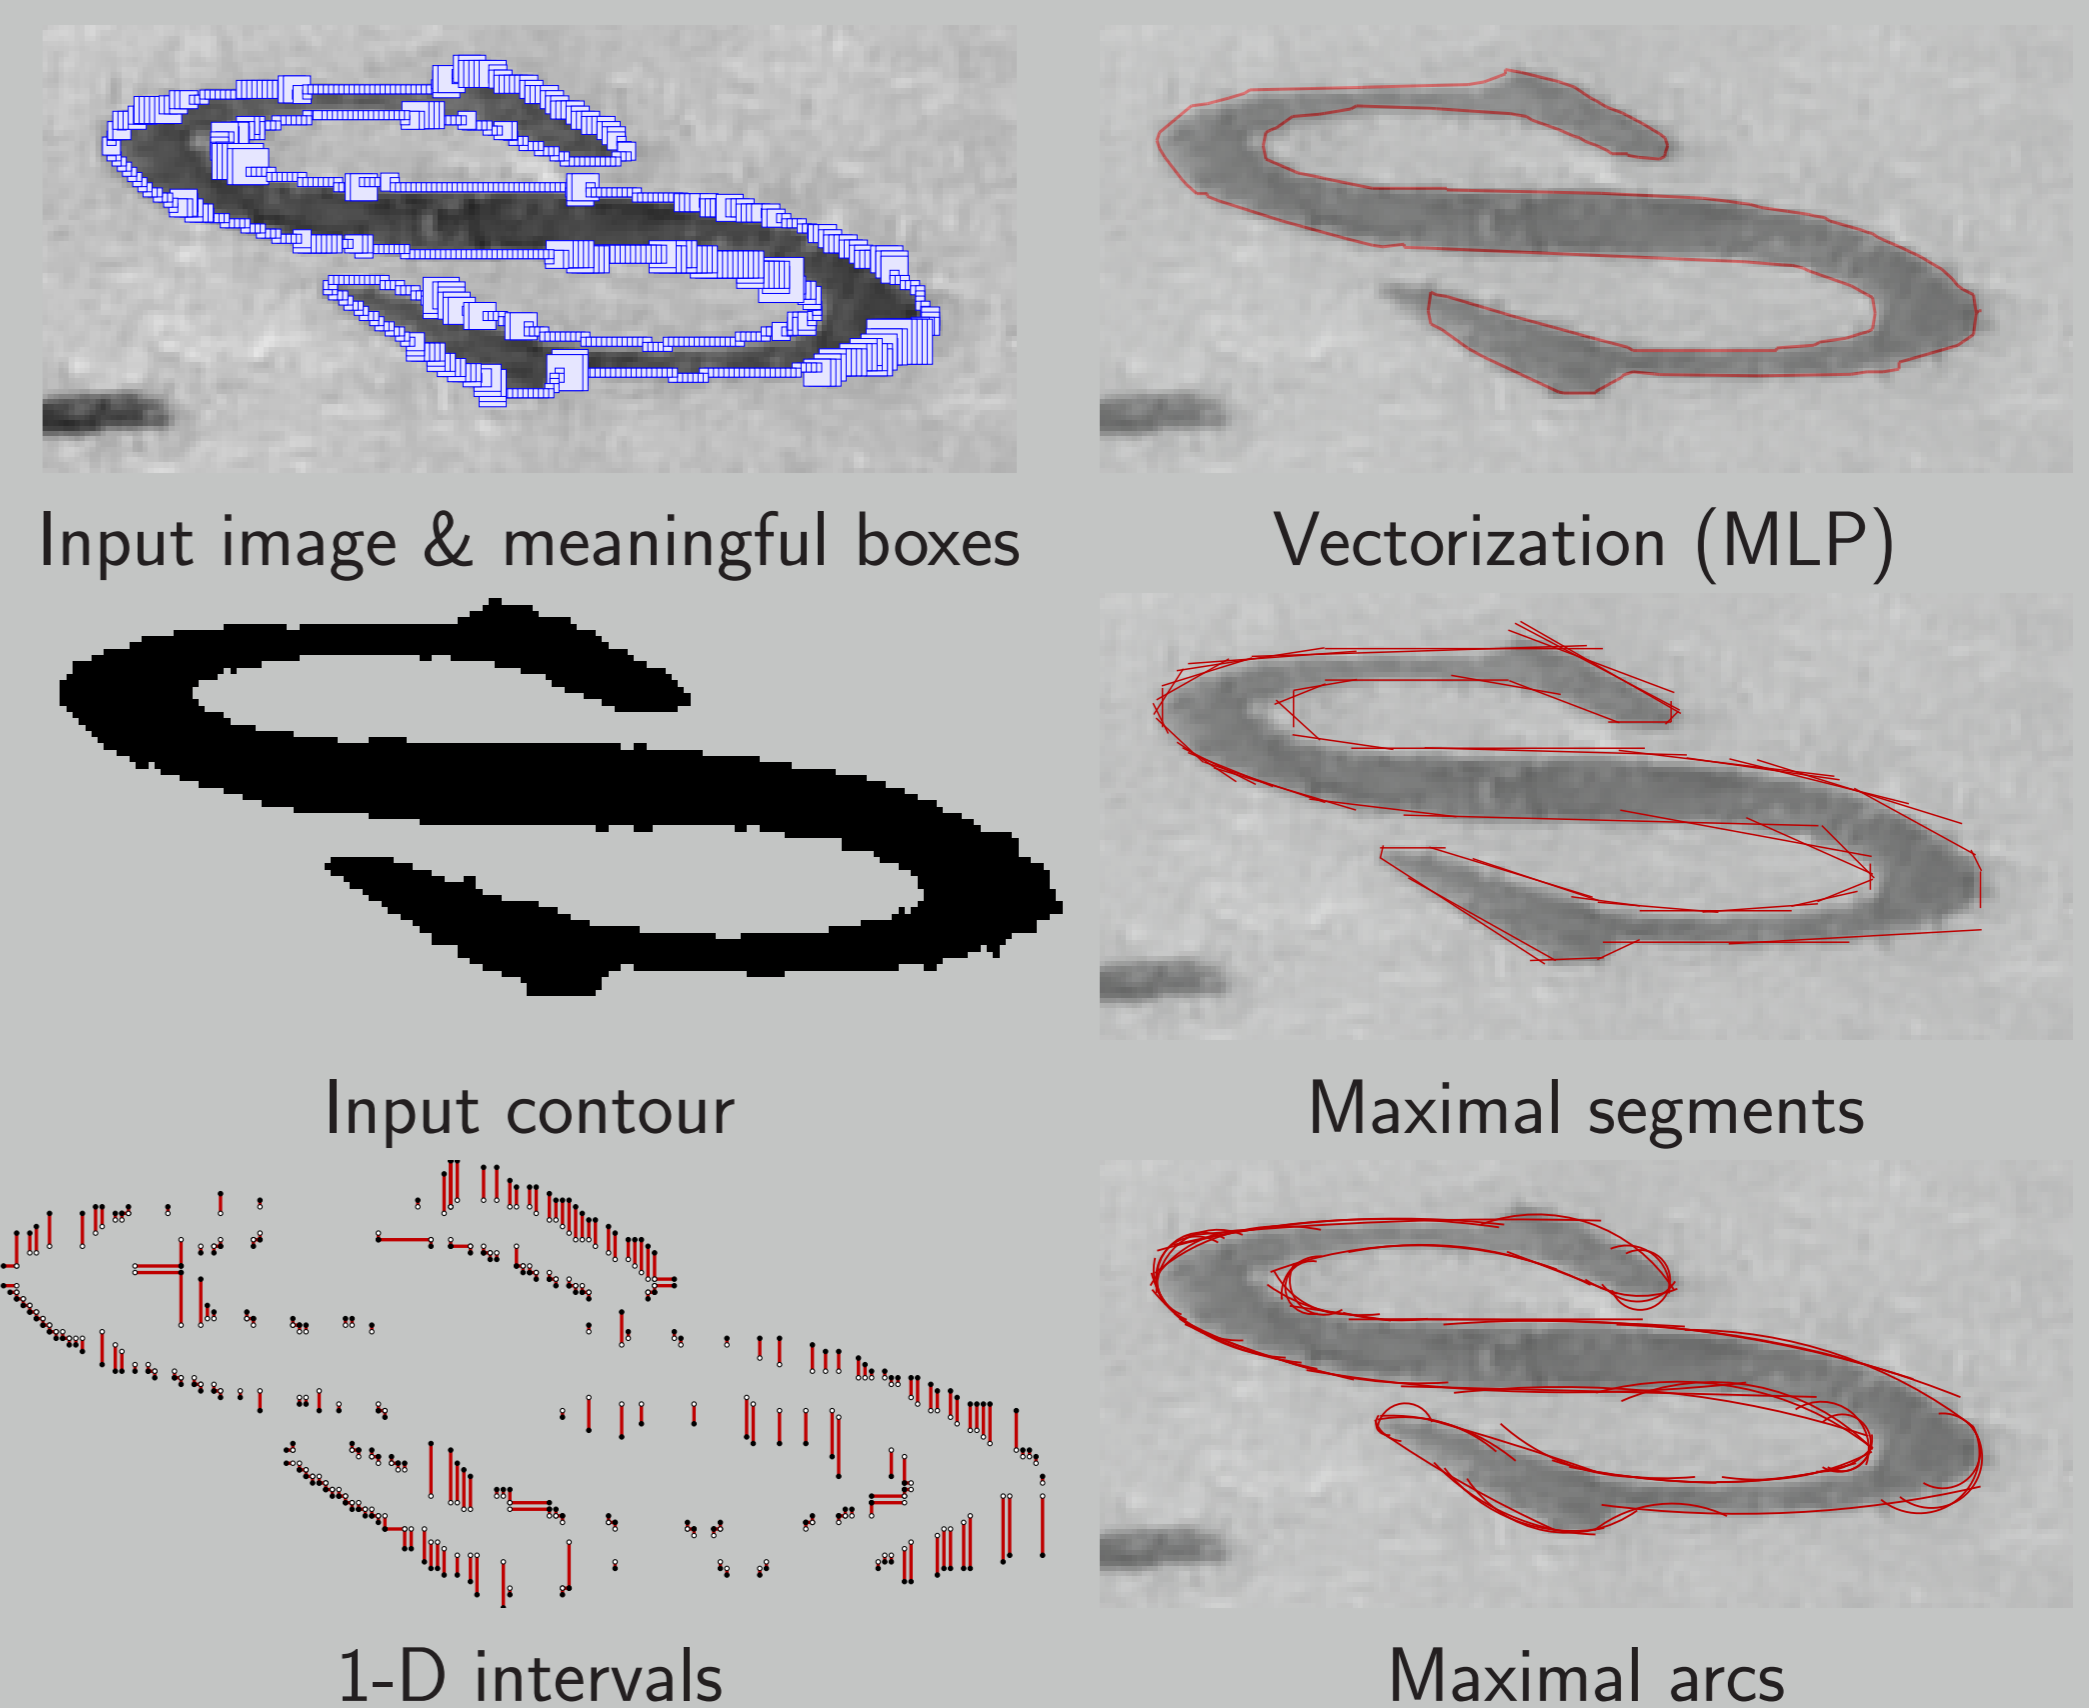 Input image & meaningful boxes
Vectorization (MLP)
Input contour
Maximal segments
1-D intervals
Maximal arcs